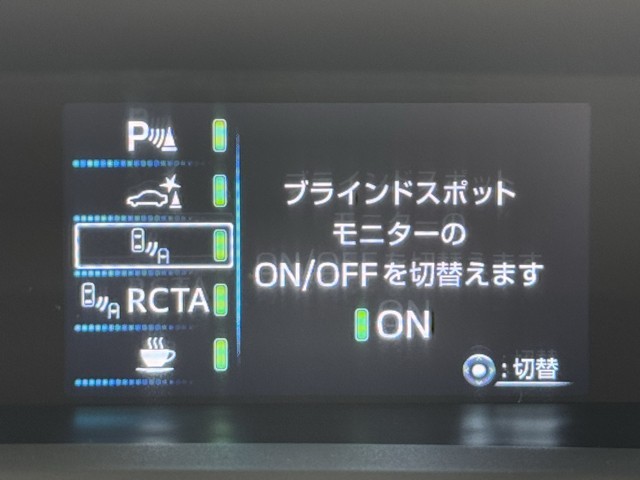 P
RCTA
ブラインドスポット
モニターの
ON/OFFを切替えます
ON
:切替